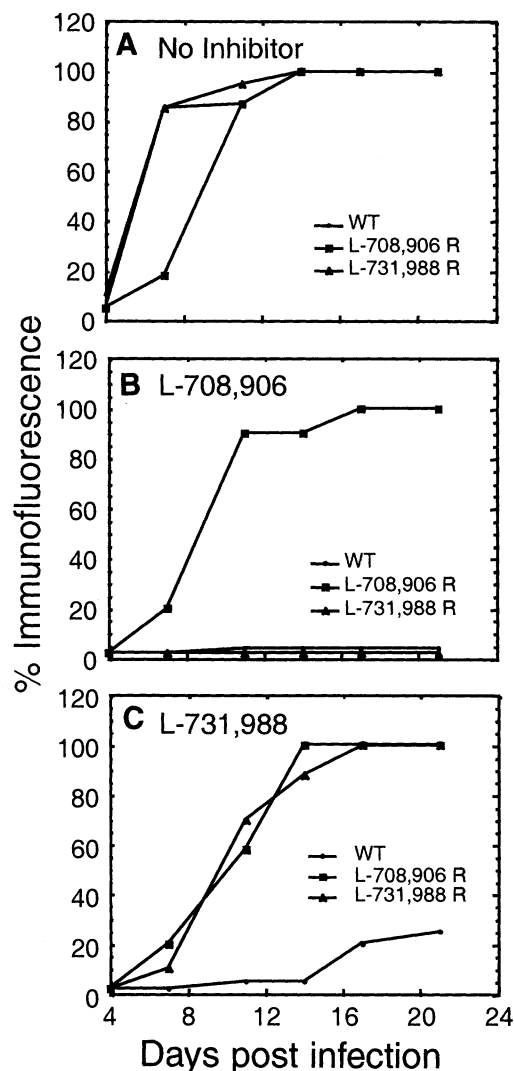 % Immunofluorescence
A No Inhibitor
120
100
80
60
40
20
0
WT
L-708,906 R
L-731,988 R
B L-708,906
120
100
80
60
40
20
0
WT
L-708,906 R
L-731,988 R
C L-731,988
120
100
80
60
40
20
0
WT
L-708,906 R
L-731,988 R
4 8 12 16 20 24
Days post infection